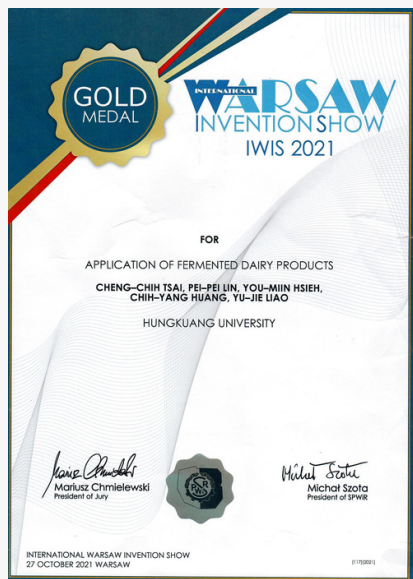 GOLD
MEDAL
INTERNATIONAL
WARSAW
INVENTION SHOW
IWIS 2021
FOR
APPLICATION OF FERMENTED DAIRY PRODUCTS
CHENG–CHIH TSAI, PEI–PEI LIN, YOU–MIIN HSIEH,
CHIH–YANG HUANG, YU–JIE LIAO
HUNGKUANG UNIVERSITY
Mariusz Chmielewski
President of Jury
Michał Szota
President of SPWiR
INTERNATIONAL WARSAW INVENTION SHOW
27 OCTOBER 2021 WARSAW